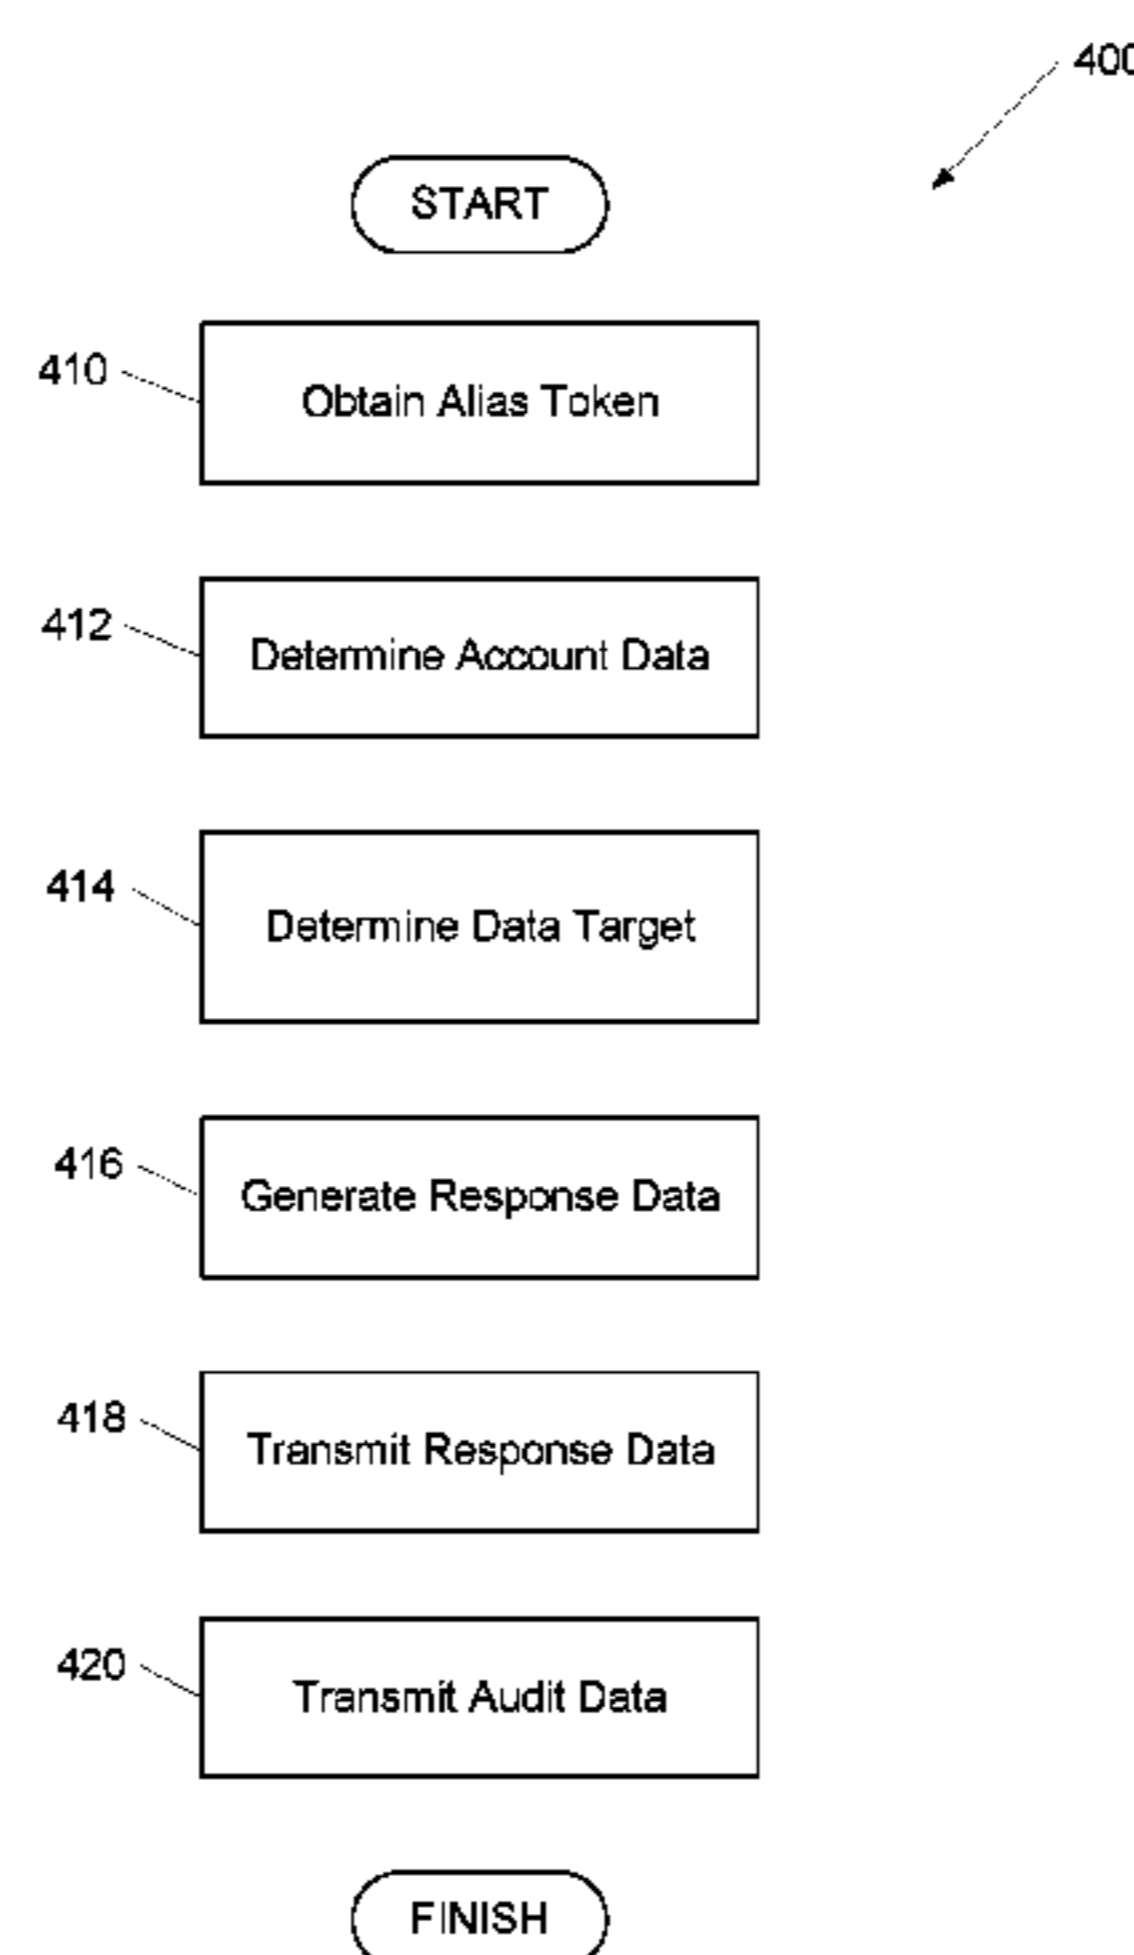 400
START
410
Obtain Alias Token
412
Determine Account Data
414
Determine Data Target
416
Generate Response Data
418
Transmit Response Data
420
Transmit Audit Data
FINISH